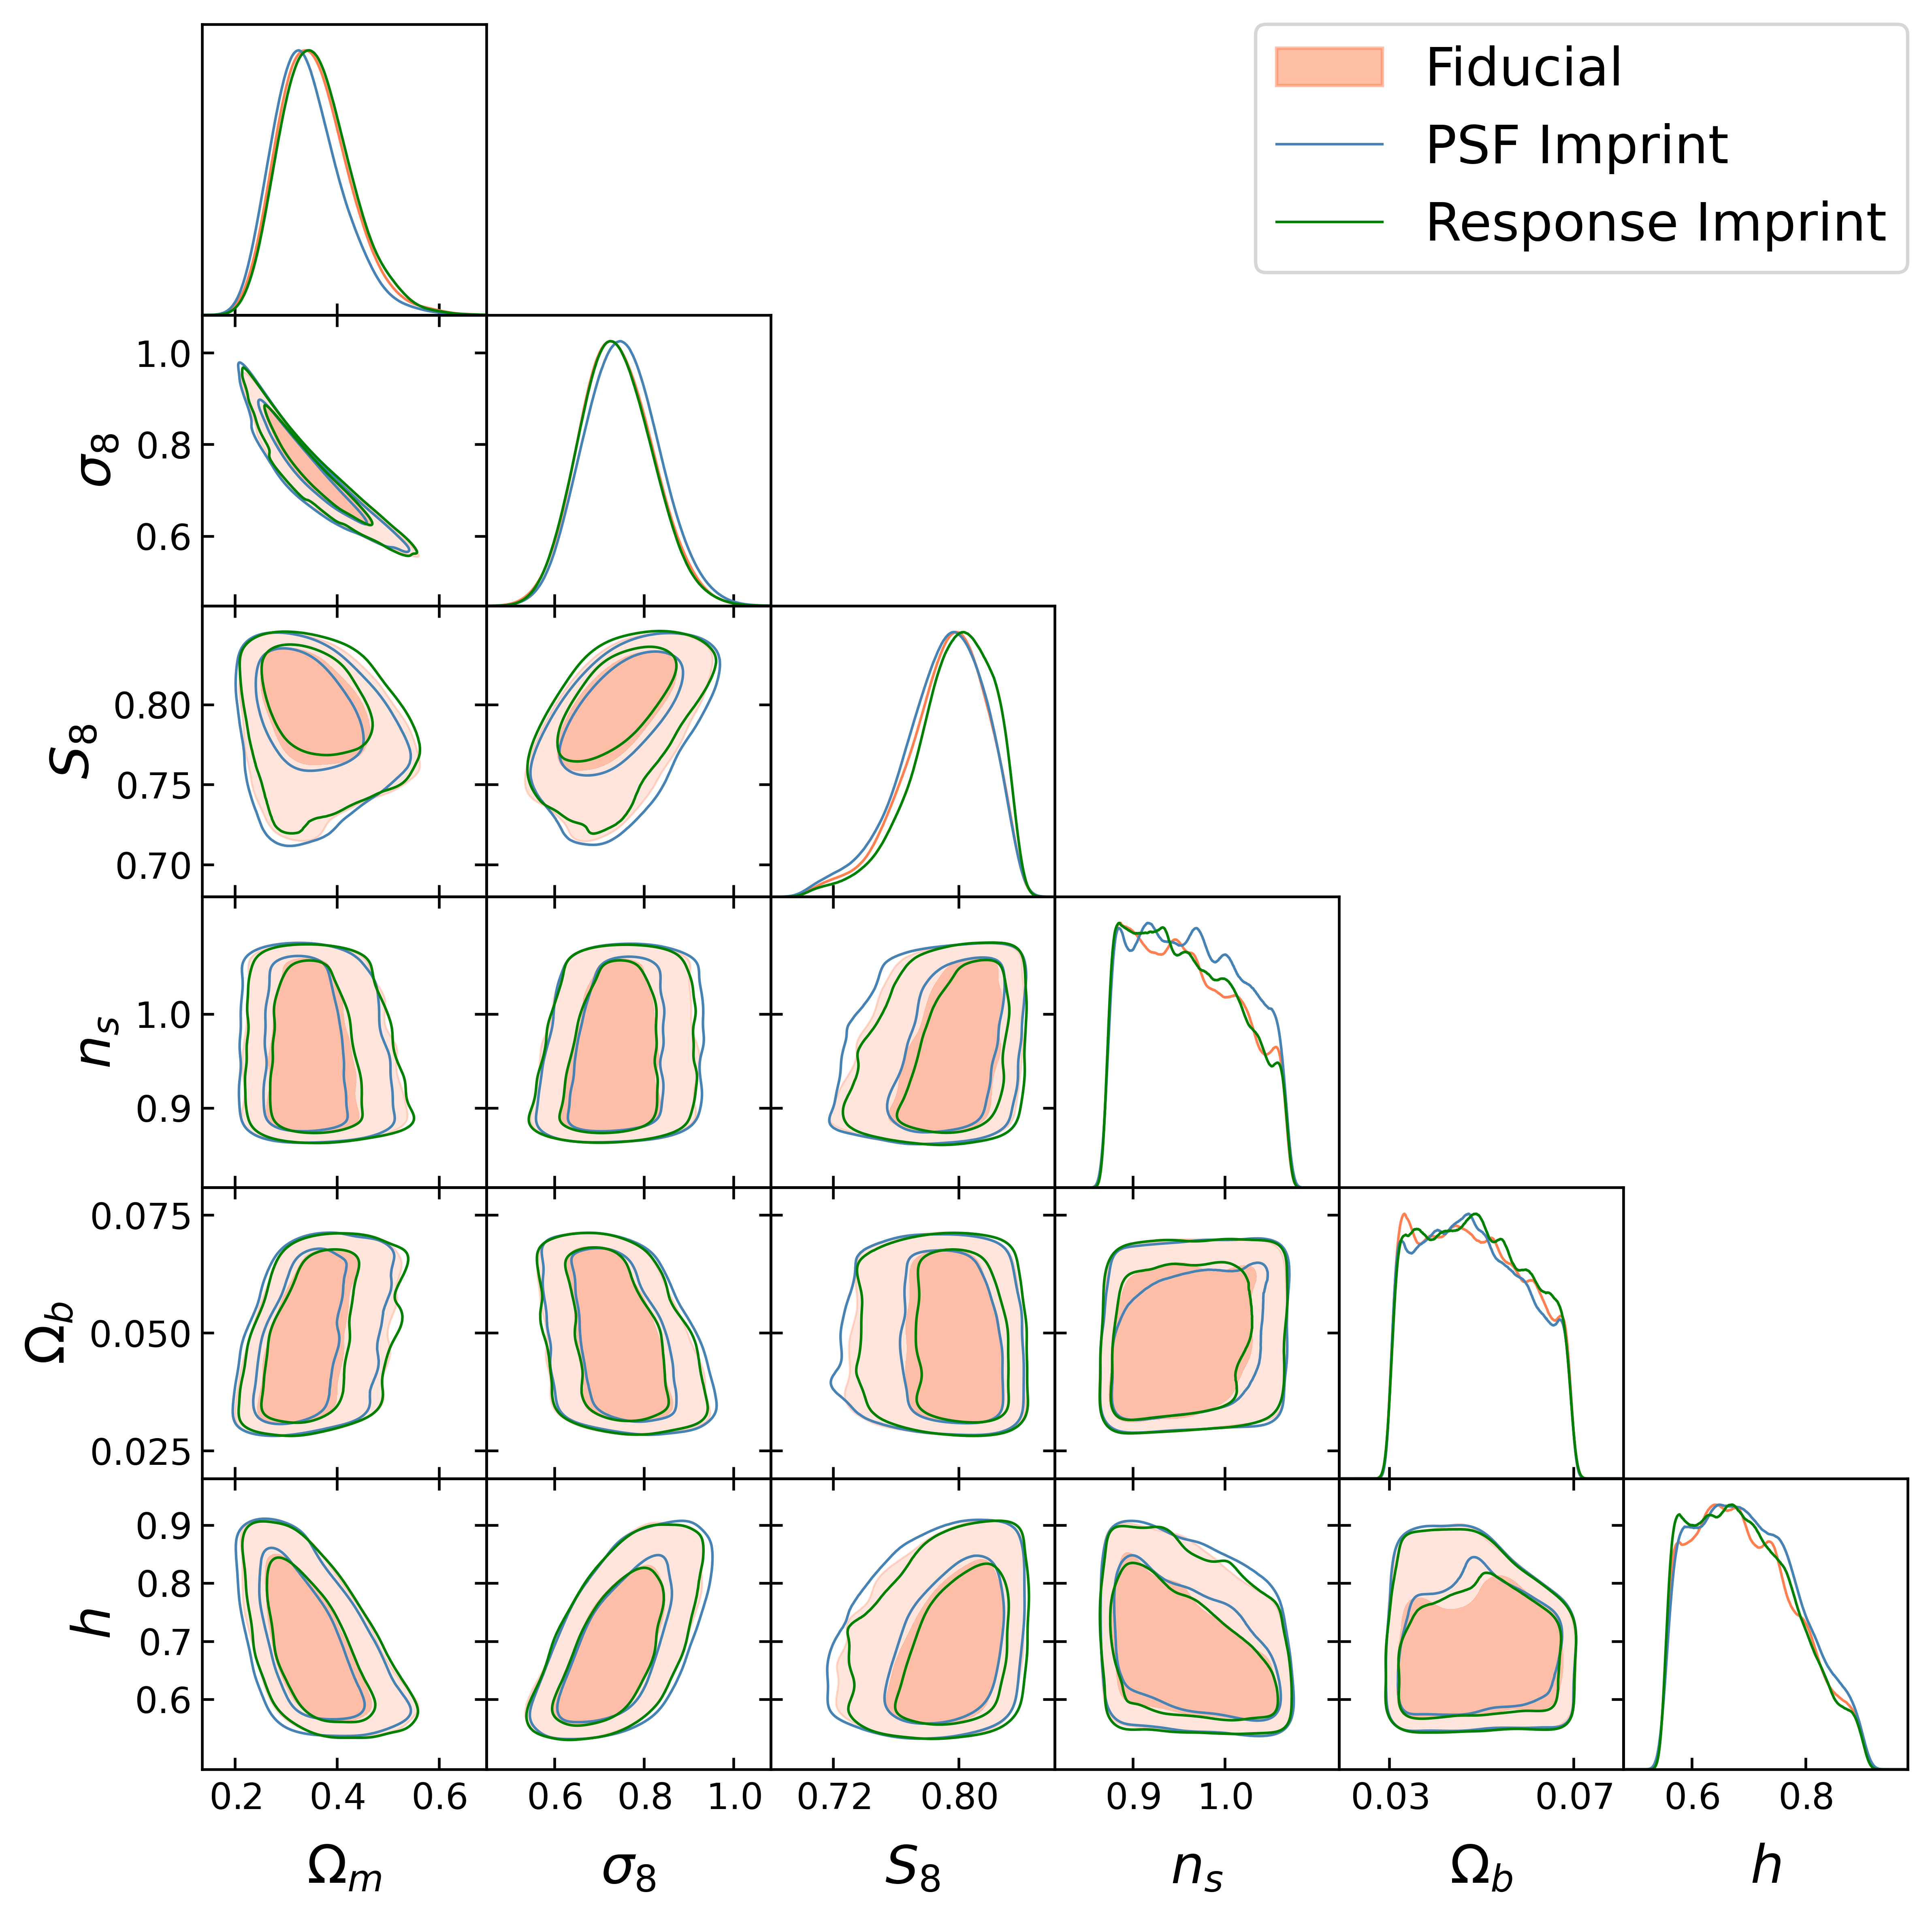 Fiducial
PSF Imprint
Response Imprint
1.0
0.8
0.6
σ8
0.80
0.75
0.70
S8
1.0
0.9
ns
0.075
0.050
0.025
Ωb
0.9
0.8
0.7
0.6
h
0.2 0.4 0.6 0.6 0.8 1.0 0.72 0.80 0.9 1.0 0.03 0.07 0.6 0.8
Ωm σ8 S8 ns Ωb h